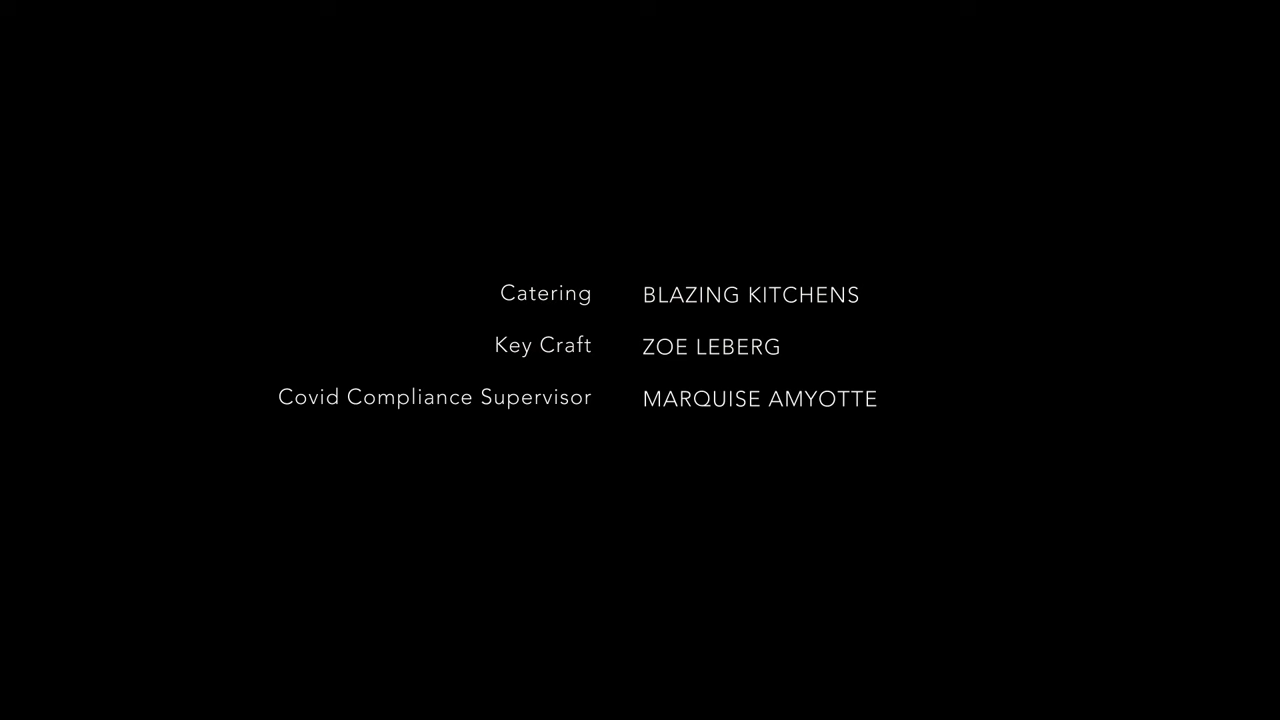 Catering BLAZING KITCHENS
Key Craft ZOE LEBERG
Covid Compliance Supervisor MARQUISE AMYOTTE